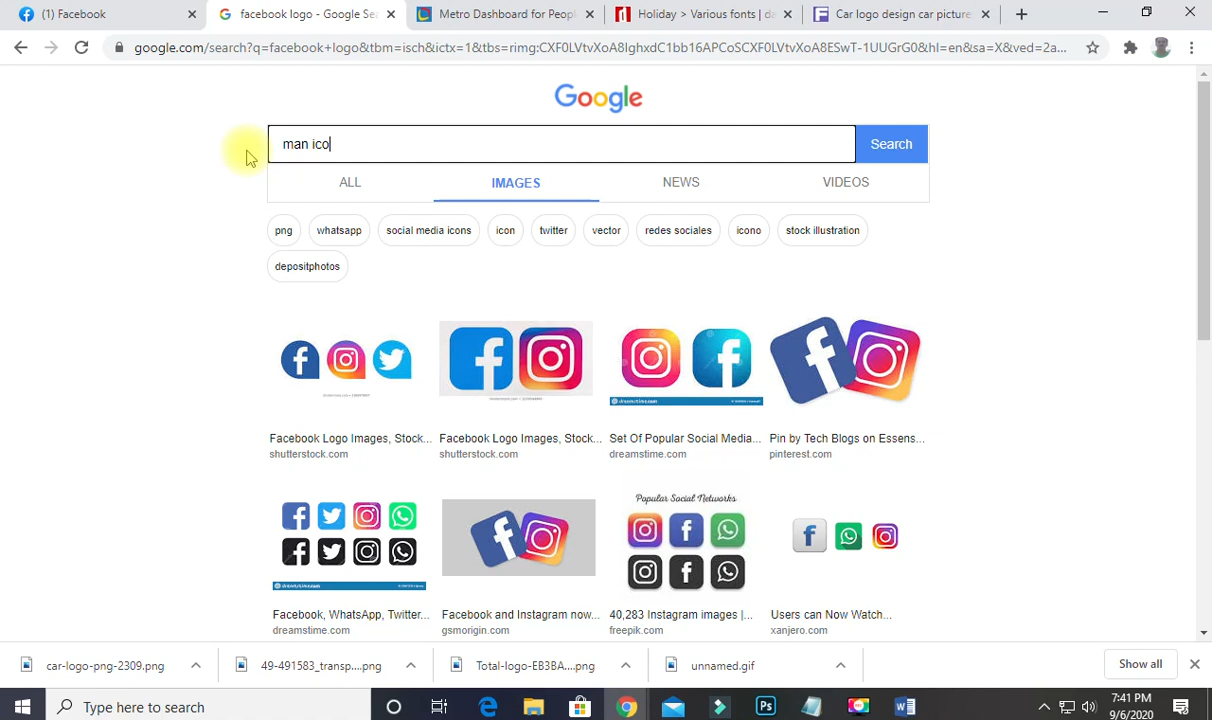 (1) Facebook
facebook logo - Google Se
Metro Dashboard for Peopl
Holiday > Various fonts | da
Car logo design car picture
google.com/search?q=facebook+logo&tbm=isch&ictx=1&tbs=rimg:CXF0LVtvXoA8IghxdC1bb16APCoSCXF0LVtvXoA8ESwT-1UUGrG0&hl=en&sa=X&ved=2a...
Google
man ico
Search
ALL
IMAGES
NEWS
VIDEOS
png
whatsapp
social media icons
icon
twitter
vector
redes sociales
icono
stock illustration
depositphotos
Facebook Logo Images, Stock...
shutterstock.com
Facebook Logo Images, Stock...
shutterstock.com
Set Of Popular Social Media...
dreamstime.com
Pin by Tech Blogs on Essens...
pinterest.com
Popular Social Networks
Facebook, WhatsApp, Twitter...
dreamstime.com
Facebook and Instagram now...
gsmorigin.com
40,283 Instagram images |...
freepik.com
Users can Now Watch...
xanjero.com
car-logo-png-2309.png
49-491583_transp....png
Total-logo-EB3BA....png
unnamed.gif
Show all
Type here to search
7:41 PM
9/6/2020